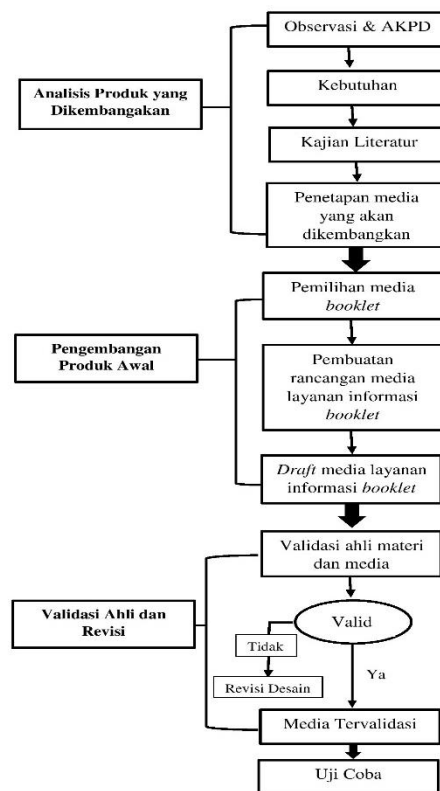 Observasi & AKPD
Kebutuhan
Analisis Produk yang
Dikembangakan
Kajian Literatur
Penetapan media
yang akan
dikembangkan
Pemilihan media
booklet
Pengembangan
Produk Awal
Pembuatan
rancangan media
layanan informasi
booklet
Draft media layanan
informasi booklet
Validasi ahli materi
dan media
Validasi Ahli dan
Revisi
Valid
Tidak
Ya
Revisi Desain
Media Tervalidasi
Uji Coba